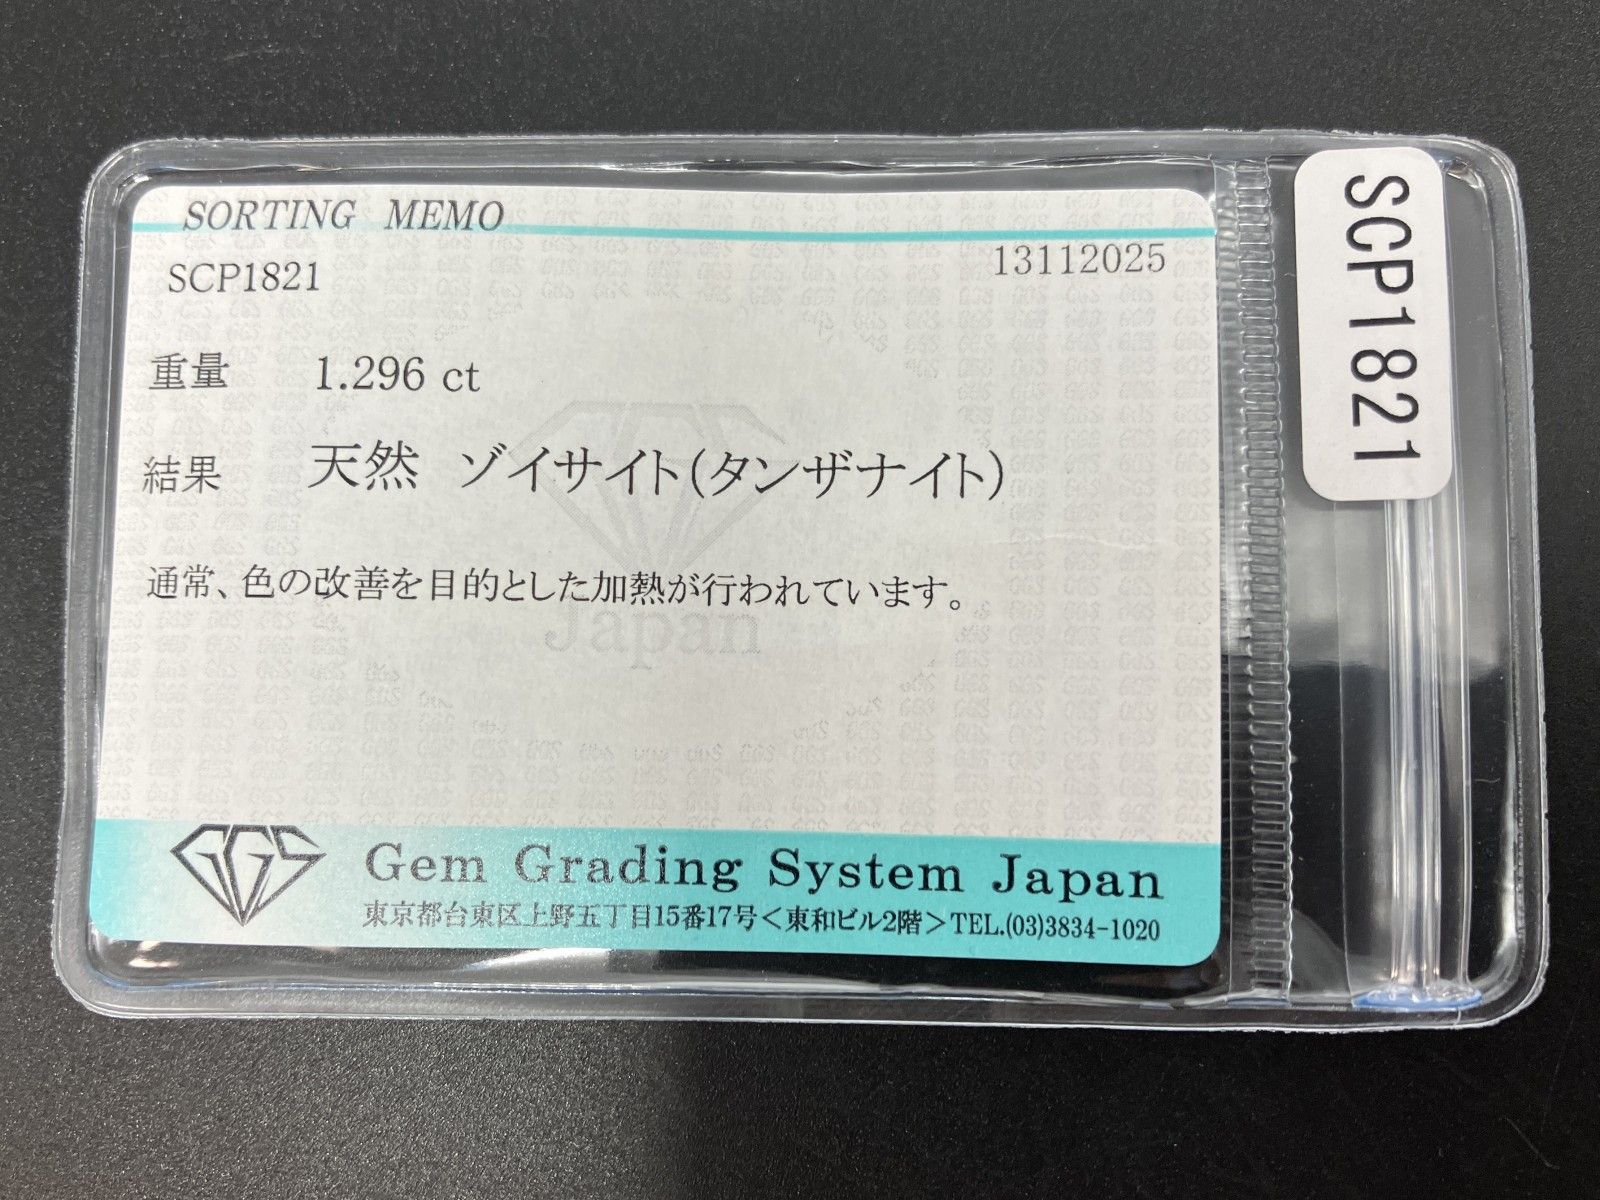 SORTING MEMO
SCP1821
13112025
重量 1.296 ct
結果 天然 ゾイサイト(タンザナイト)
通常、色の改善を目的とした加熱が行われています。
Japan
GGS
Gem Grading System Japan
東京都台東区上野五丁目15番17号＜東和ビル2階＞TEL.(03)3834-1020
SCP1821